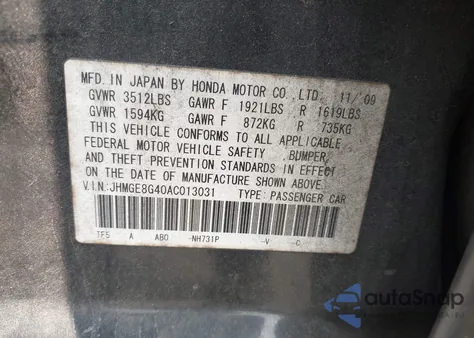 MFD. IN JAPAN BY HONDA MOTOR CO., LTD. 11/'09
GVWR 3512LBS GAWR F 1921LBS R 1619LBS
GVWR 1594KG GAWR F 872KG R 735KG
THIS VEHICLE CONFORMS TO ALL APPLICABLE
FEDERAL MOTOR VEHICLE SAFETY, BUMPER,
AND THEFT PREVENTION STANDARDS IN EFFECT
ON THE DATE OF MANUFACTURE SHOWN ABOVE.
V.I.N: JHMGE8G40AC013031 TYPE: PASSENGER CAR
TF5 A AB0 -NH731P -V -C
autoSnap